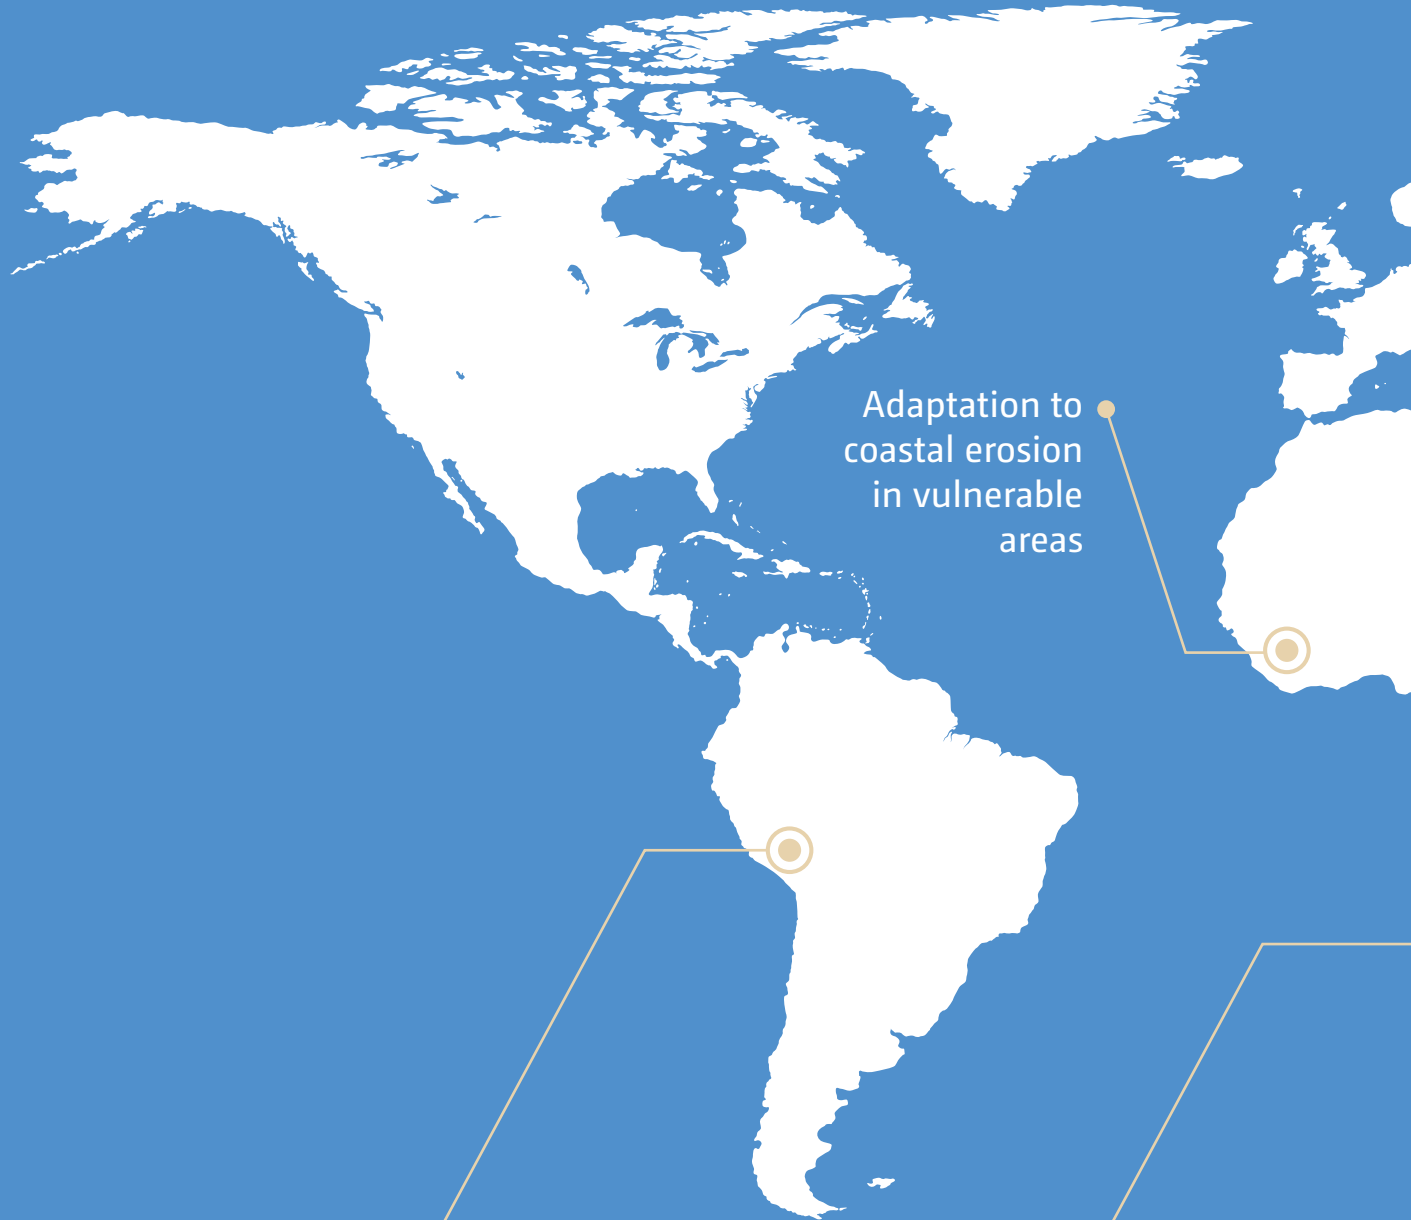 Adaptation to
coastal erosion
in vulnerable
areas